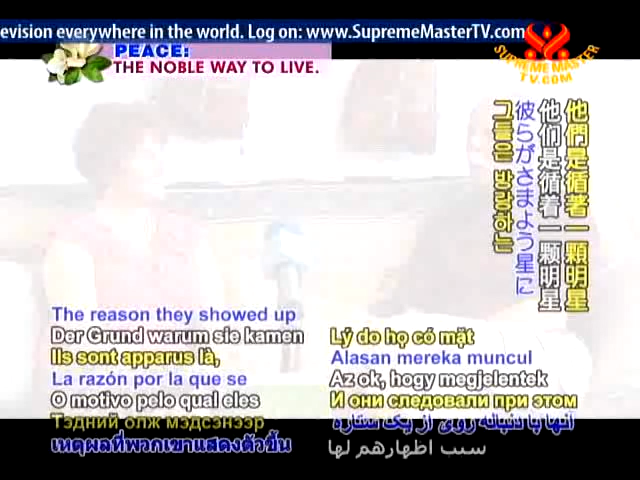 evision everywhere in the world. Log on: www.SupremeMasterTV.com
PEACE:
THE NOBLE WAY TO LIVE.
SUPREME MASTER
TV.COM
他們是循著一顆明星
他们是循着一颗明星
彼らがさまよう星に
그들은 방랑하는
The reason they showed up
Der Grund warum sie kamen
Ils sont apparus là,
La razón por la que se
O motivo pelo qual eles
Тэдний олж мэдсэнээр
เหตุผลที่พวกเขาแสดงตัวขึ้น
Lý do họ có mặt
Alasan mereka muncul
Az ok, hogy megjelentek
И они следовали при этом
آنها با دنباله روی از یک ستاره
سبب اظهارهم لها